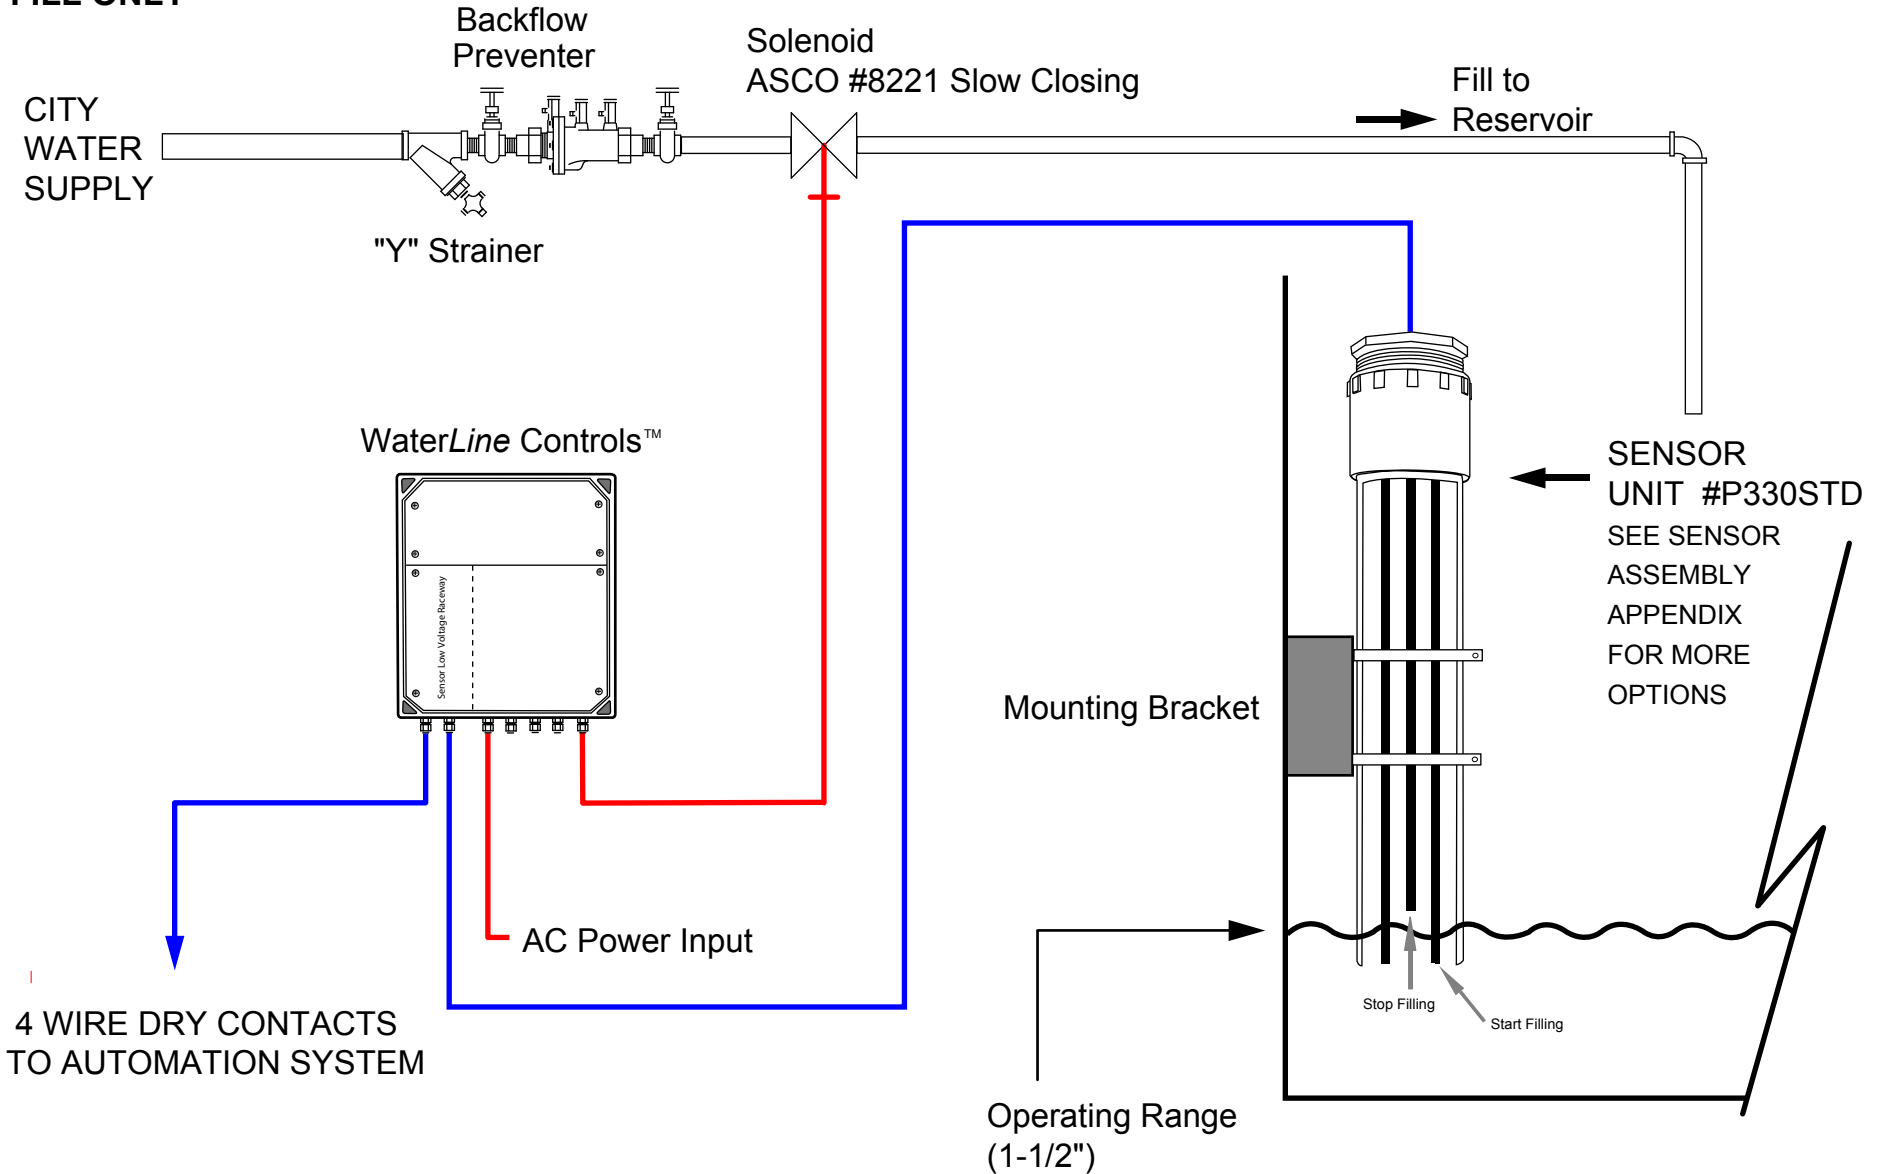 FILL ONLY
Backflow
Preventer
Solenoid
ASCO #8221 Slow Closing
Fill to
Reservoir
CITY
WATER
SUPPLY
"Y" Strainer
WaterLine Controls™
Sensor Low Voltage Raceway
SENSOR
UNIT #P330STD
SEE SENSOR
ASSEMBLY
APPENDIX
FOR MORE
OPTIONS
Mounting Bracket
AC Power Input
Stop Filling
Start Filling
4 WIRE DRY CONTACTS
TO AUTOMATION SYSTEM
Operating Range
(1-1/2")